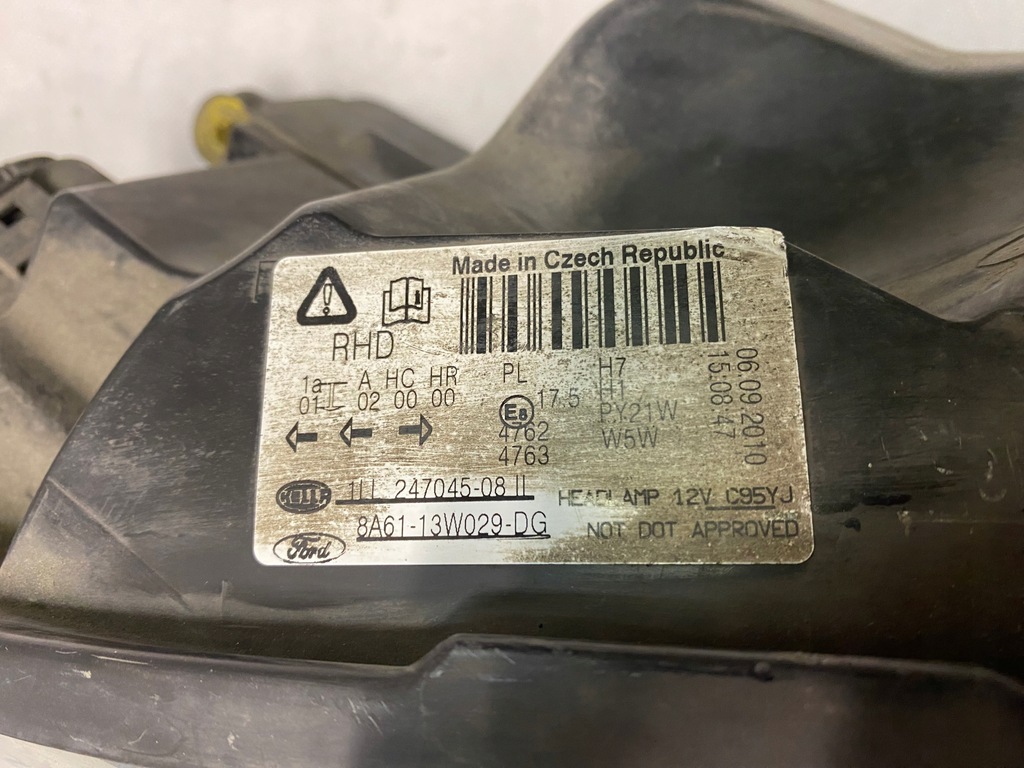 Made in Czech Republic
RHD
1a A HC HR PL H7
01 02 00 00 17.5 H1
E8 PY21W
4762 W5W
4763
06.09.2010
15:08:47
HELLA 1LL 247045-08 II HEADLAMP 12V C95YJ
Ford 8A61-13W029-DG NOT DOT APPROVED